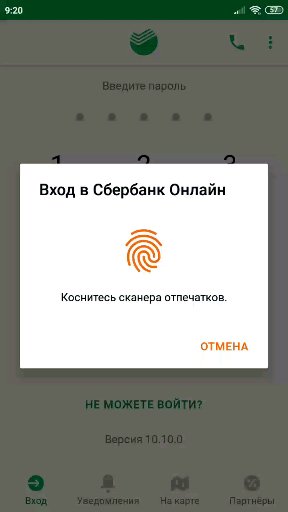 9:20
57
Введите пароль
1 2 3
Вход в Сбербанк Онлайн
Коснитесь сканера отпечатков.
ОТМЕНА
НЕ МОЖЕТЕ ВОЙТИ?
Версия 10.10.0
Вход Уведомления На карте Партнёры